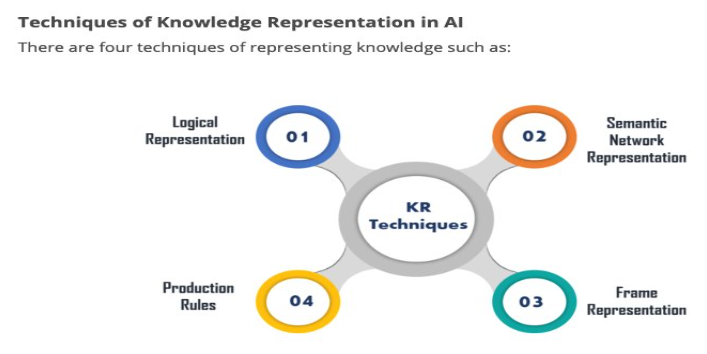 Techniques of Knowledge Representation in AI
There are four techniques of representing knowledge such as:
Logical
Representation
01
02
Semantic
Network
Representation
KR
Techniques
Production
Rules
04
03
Frame
Representation